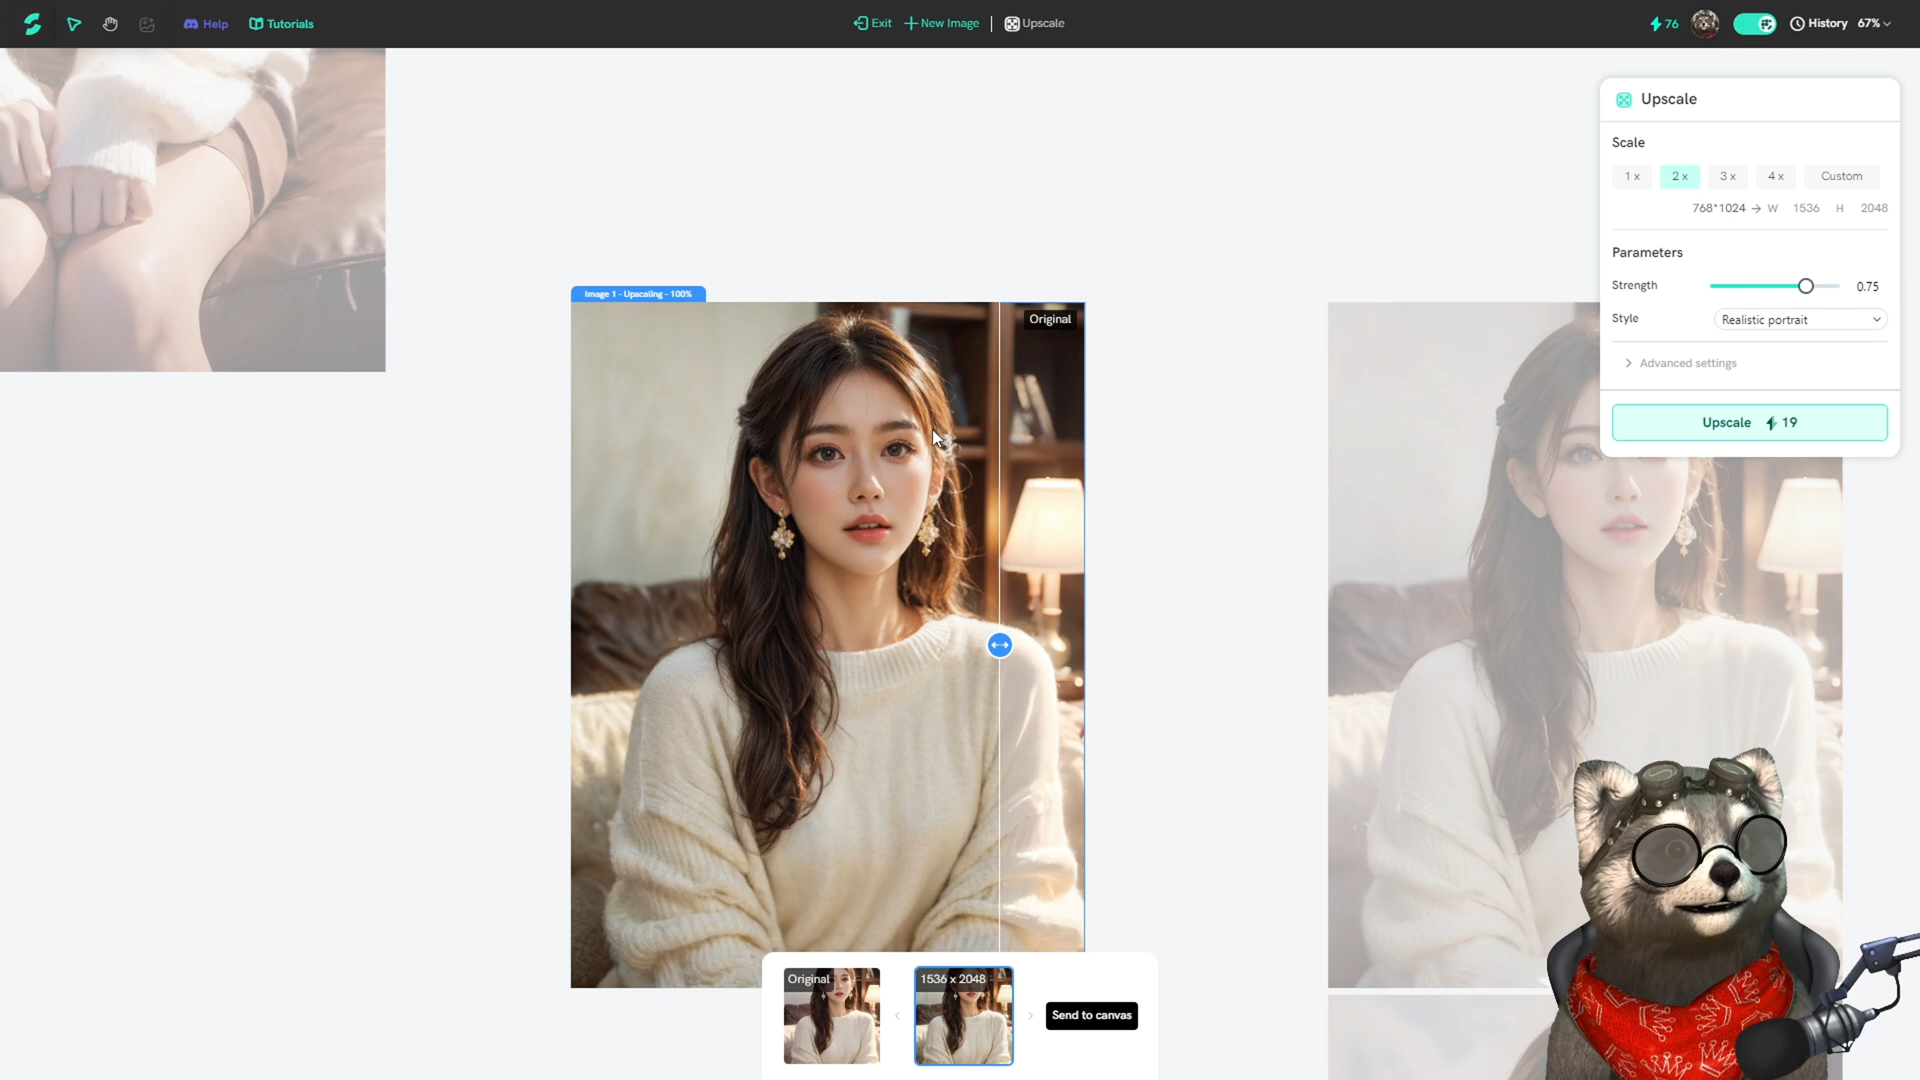 Help
Tutorials
Exit
New Image
Upscale
76
History
67%
Upscale
Scale
1 x
2 x
3 x
4 x
Custom
768*1024 → W 1536 H 2048
Parameters
Strength
0.75
Style
Realistic portrait
Advanced settings
Upscale
19
Image 1 - Upscaling - 100%
Original
Original
1536 x 2048
Send to canvas